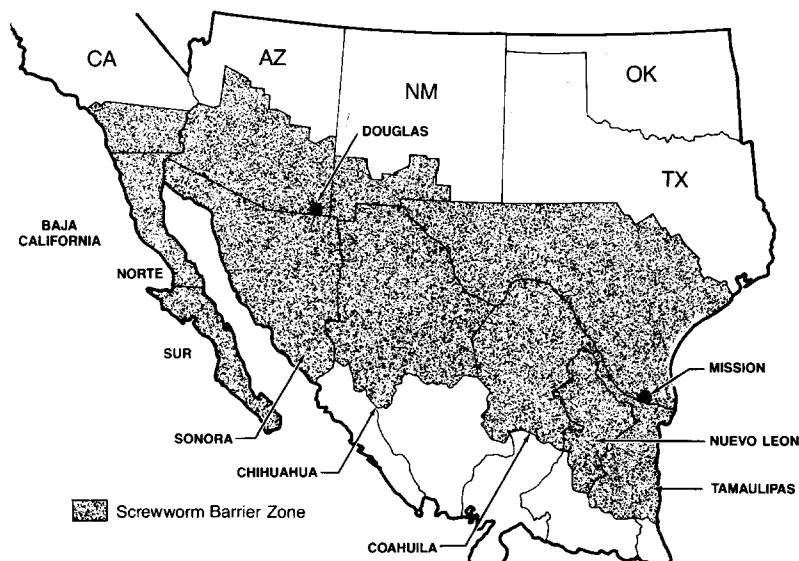 CA
AZ
NM
OK
DOUGLAS
TX
BAJA
CALIFORNIA
NORTE
SUR
MISSION
SONORA
NUEVO LEON
CHIHUAHUA
TAMAULIPAS
Screwworm Barrier Zone
COAHUILA